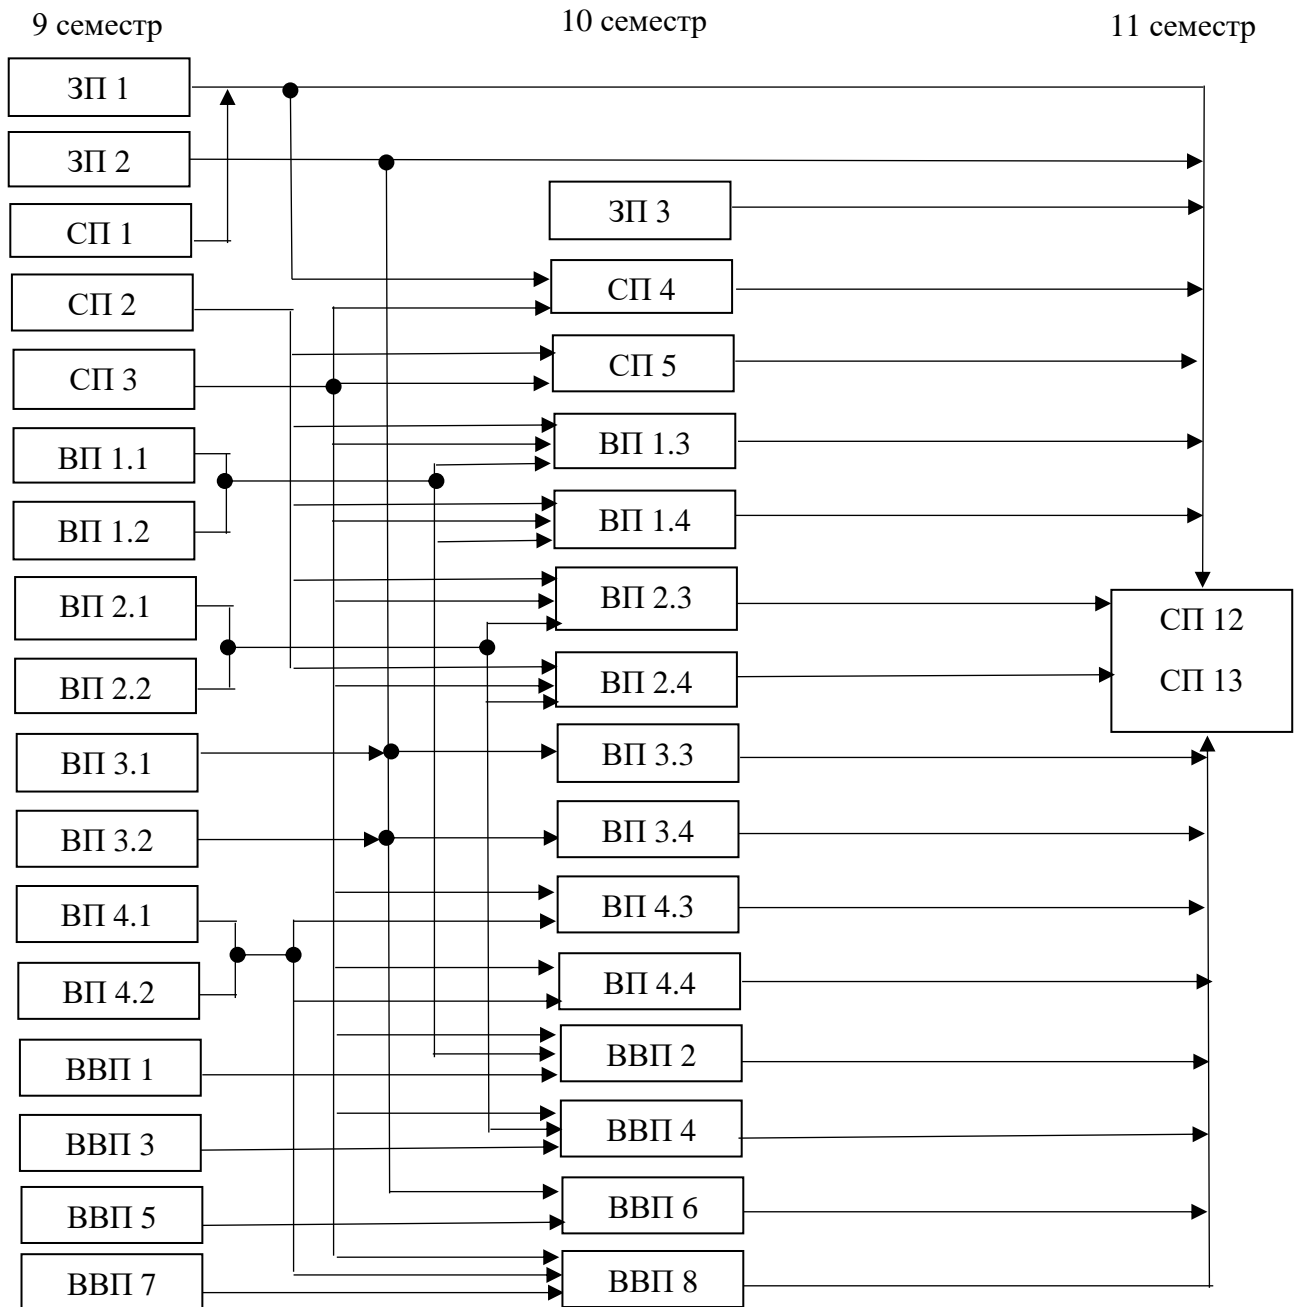 9 семестр
10 семестр
11 семестр
ЗП 1
ЗП 2
СП 1
СП 2
СП 3
ВП 1.1
ВП 1.2
ВП 2.1
ВП 2.2
ВП 3.1
ВП 3.2
ВП 4.1
ВП 4.2
ВВП 1
ВВП 3
ВВП 5
ВВП 7
ЗП 3
СП 4
СП 5
ВП 1.3
ВП 1.4
ВП 2.3
ВП 2.4
ВП 3.3
ВП 3.4
ВП 4.3
ВП 4.4
ВВП 2
ВВП 4
ВВП 6
ВВП 8
СП 12
СП 13